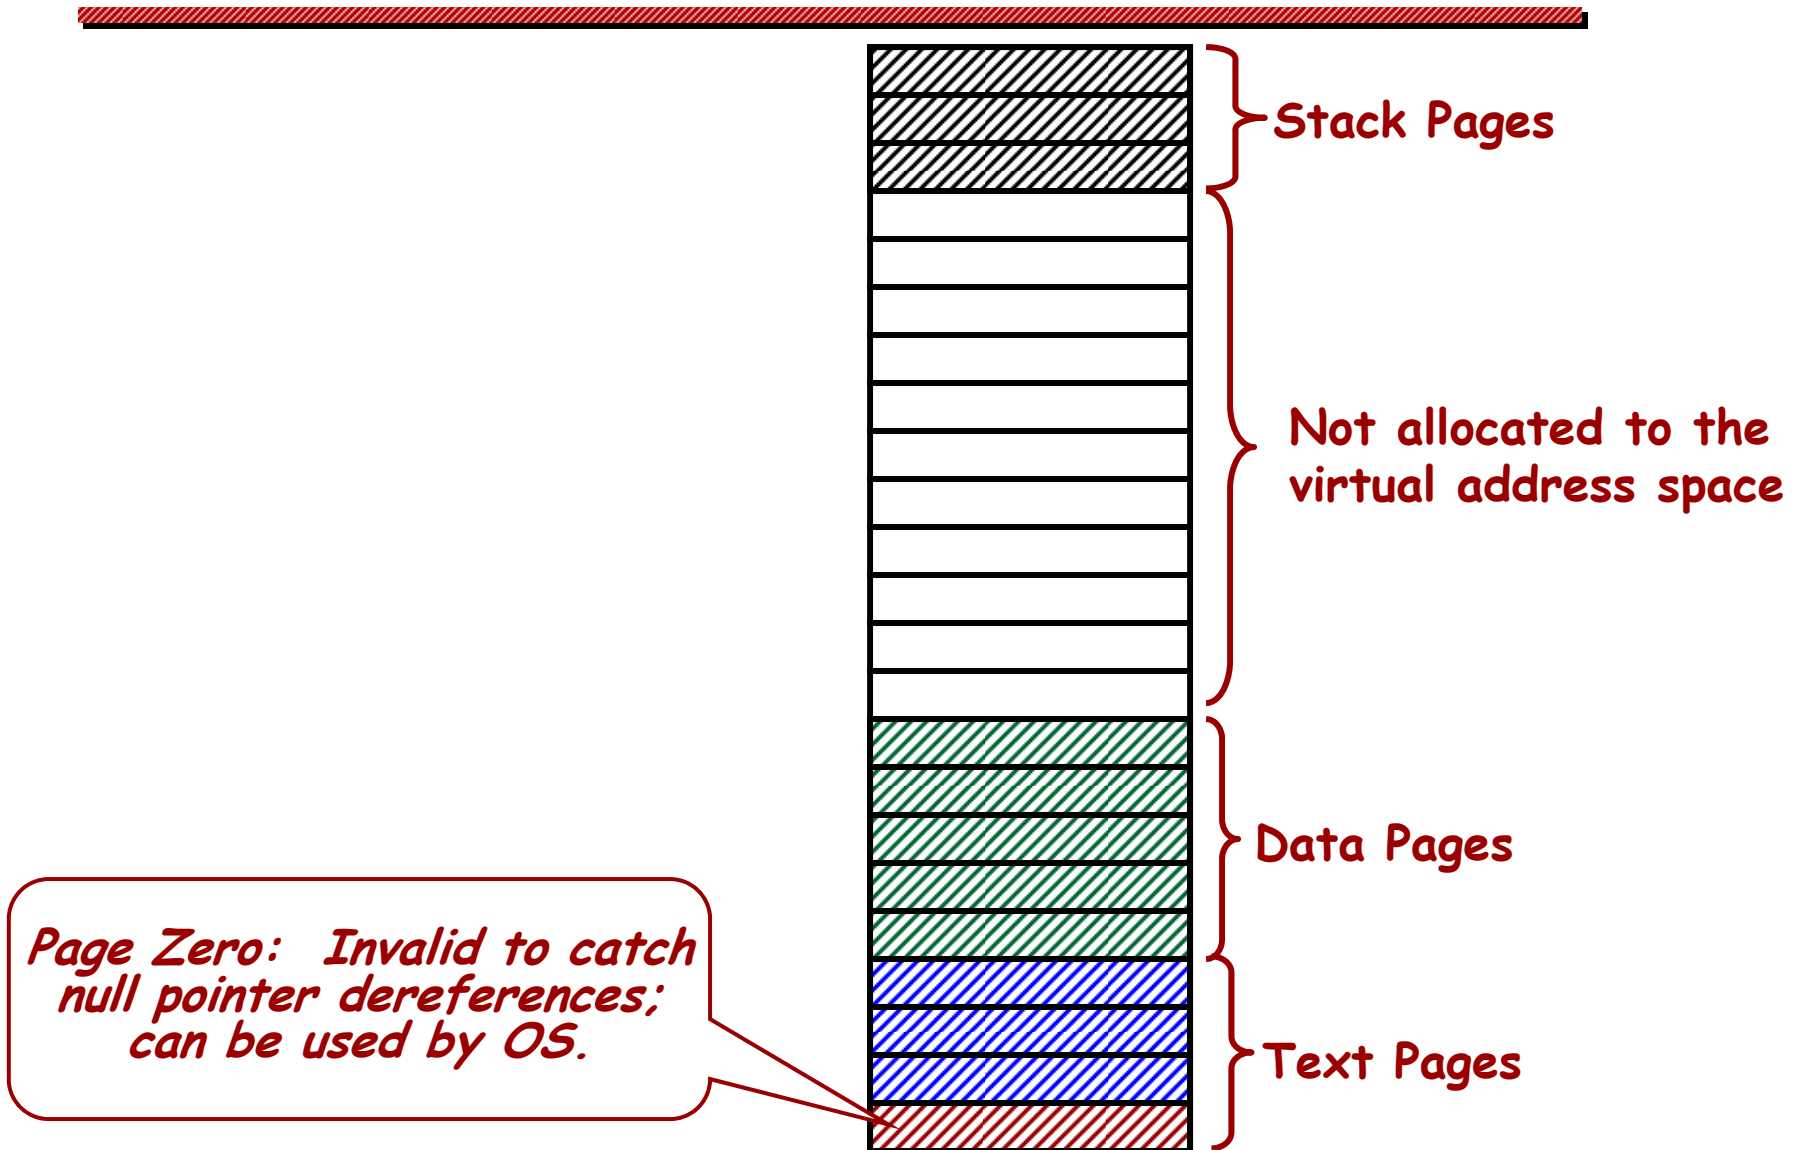 Stack Pages
Not allocated to the
virtual address space
Data Pages
Page Zero:  Invalid to catch
null pointer dereferences;
can be used by OS.
Text Pages